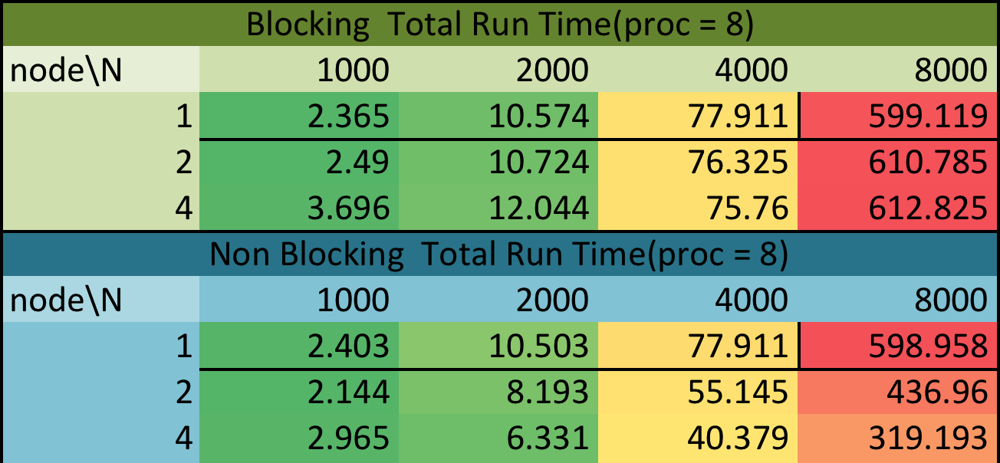 Blocking  Total Run Time(proc = 8)
node\N 1000 2000 4000 8000
1 2.365 10.574 77.911 599.119
2 2.49 10.724 76.325 610.785
4 3.696 12.044 75.76 612.825
Non Blocking  Total Run Time(proc = 8)
node\N 1000 2000 4000 8000
1 2.403 10.503 77.911 598.958
2 2.144 8.193 55.145 436.96
4 2.965 6.331 40.379 319.193